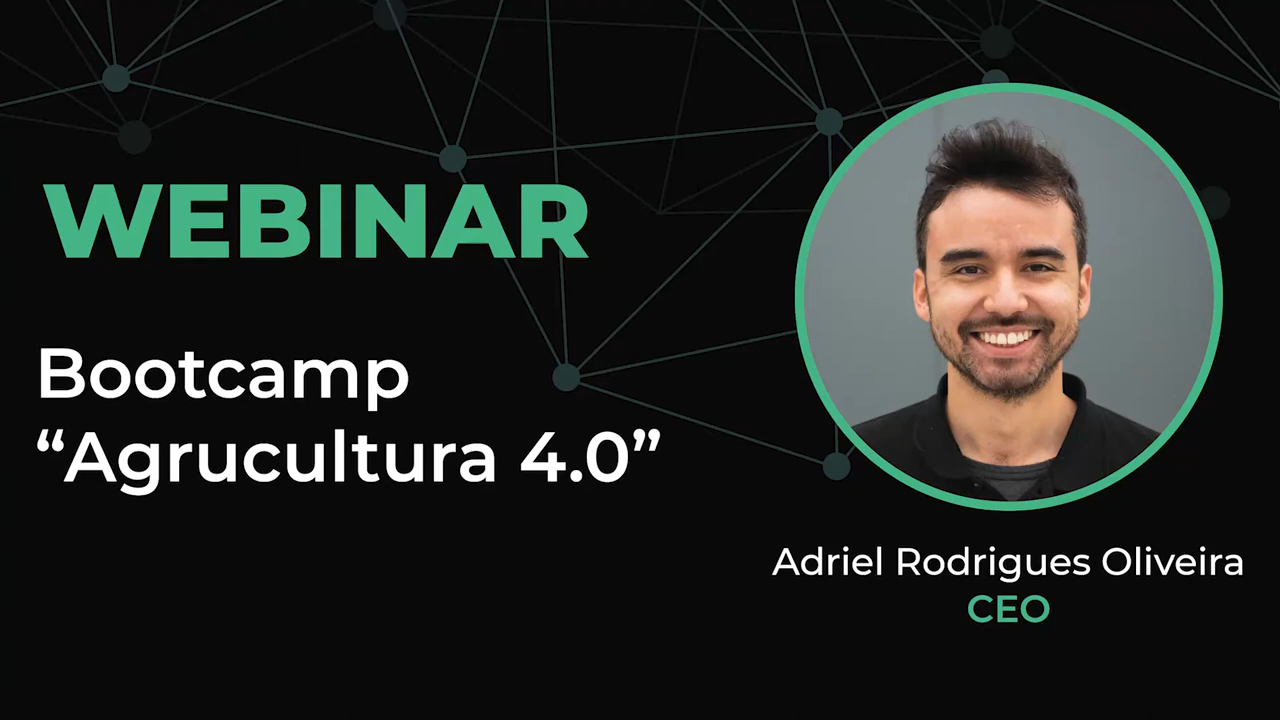 WEBINAR
Bootcamp
“Agrucultura 4.0”
Adriel Rodrigues Oliveira
CEO